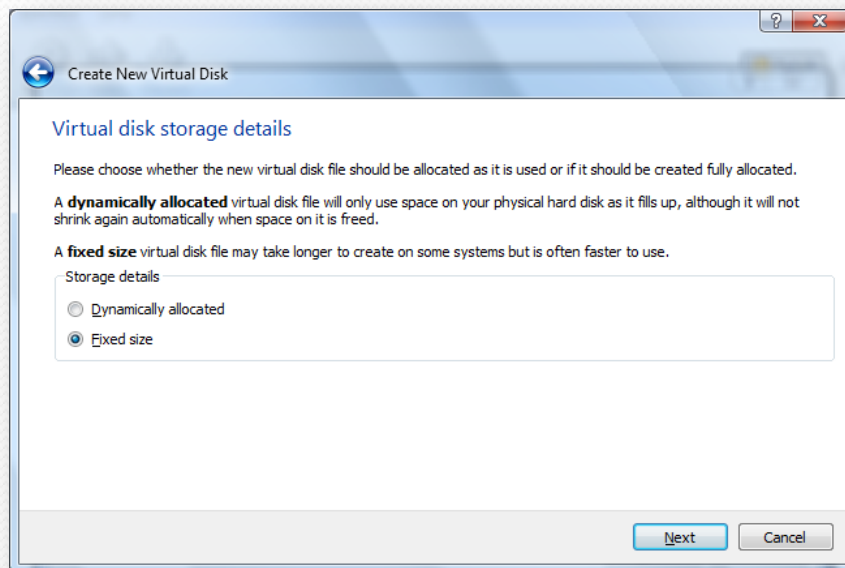 Create New Virtual Disk
Virtual disk storage details
Please choose whether the new virtual disk file should be allocated as it is used or if it should be created fully allocated.
A dynamically allocated virtual disk file will only use space on your physical hard disk as it fills up, although it will not
shrink again automatically when space on it is freed.
A fixed size virtual disk file may take longer to create on some systems but is often faster to use.
Storage details
Dynamically allocated
Fixed size
Next
Cancel